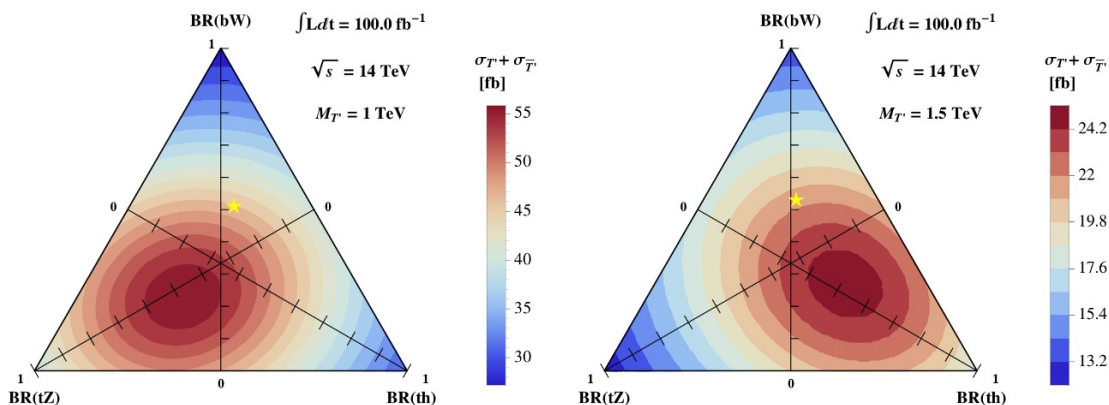 BR(bW)
∫Ldt = 100.0 fb⁻¹
1
√s = 14 TeV
M_T' = 1 TeV
0
0
1
0
1
BR(tZ)
BR(th)
σ_T' + σ_T̅'
[fb]
55
50
45
40
35
30
BR(bW)
∫Ldt = 100.0 fb⁻¹
1
√s = 14 TeV
M_T' = 1.5 TeV
0
0
1
0
1
BR(tZ)
BR(th)
σ_T' + σ_T̅'
[fb]
24.2
22
19.8
17.6
15.4
13.2